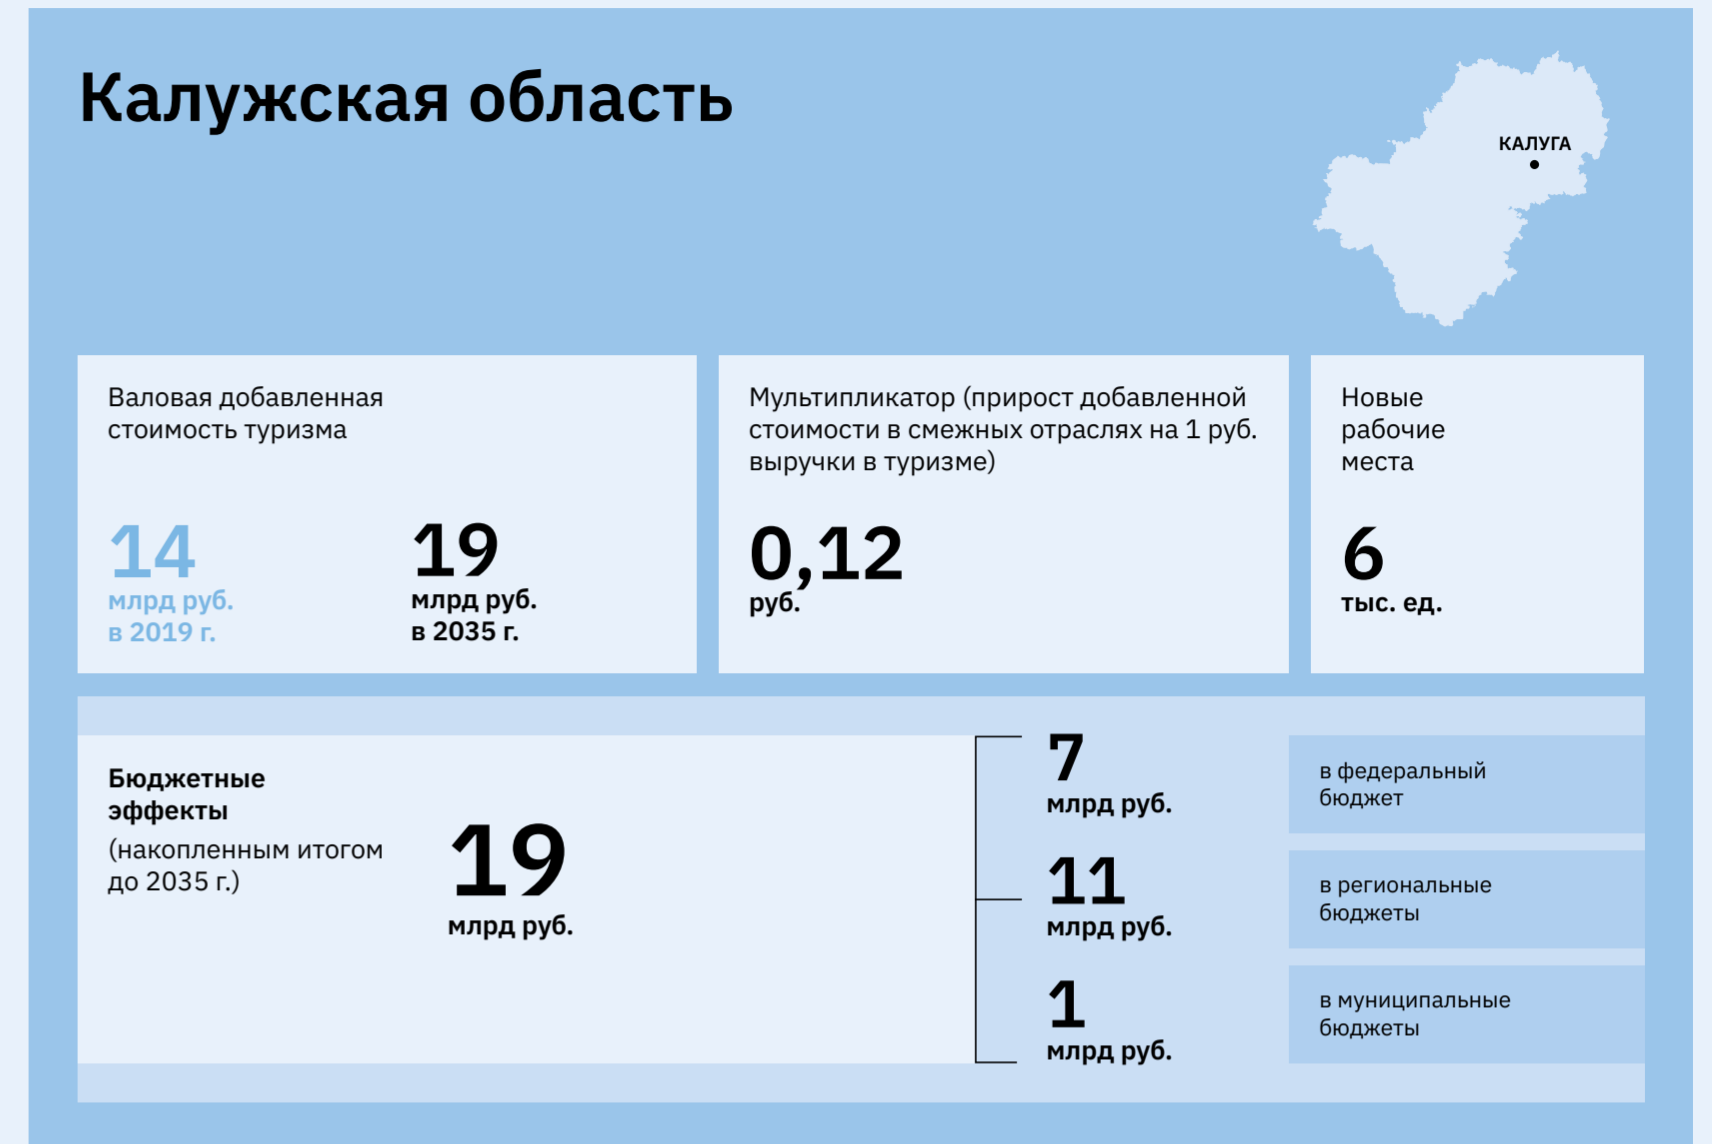 Калужская область
КАЛУГА
Валовая добавленная
стоимость туризма
14
млрд руб.
в 2019 г.
19
млрд руб.
в 2035 г.
Мультипликатор (прирост добавленной
стоимости в смежных отраслях на 1 руб.
выручки в туризме)
0,12
руб.
Новые
рабочие
места
6
тыс. ед.
Бюджетные
эффекты
(накопленным итогом
до 2035 г.)
19
млрд руб.
7
млрд руб.
в федеральный
бюджет
11
млрд руб.
в региональные
бюджеты
1
млрд руб.
в муниципальные
бюджеты